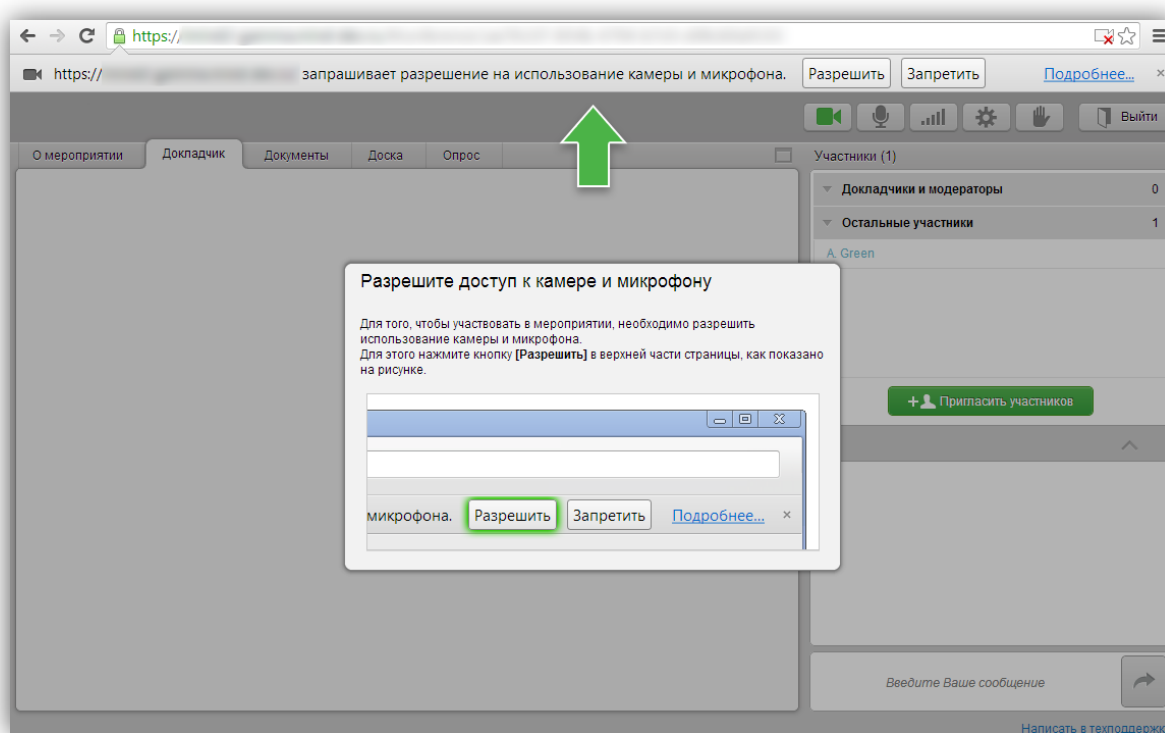 https://
https:// запрашивает разрешение на использование камеры и микрофона. Разрешить Запретить Подробнее... ×
Выйти
О мероприятии Докладчик Документы Доска Опрос
Участники (1)
Докладчики и модераторы 0
Остальные участники 1
A. Green
Разрешите доступ к камере и микрофону
Для того, чтобы участвовать в мероприятии, необходимо разрешить
использование камеры и микрофона.
Для этого нажмите кнопку [Разрешить] в верхней части страницы, как показано
на рисунке.
микрофона. Разрешить Запретить Подробнее... ×
Пригласить участников
Введите Ваше сообщение
Написать в техподдержк